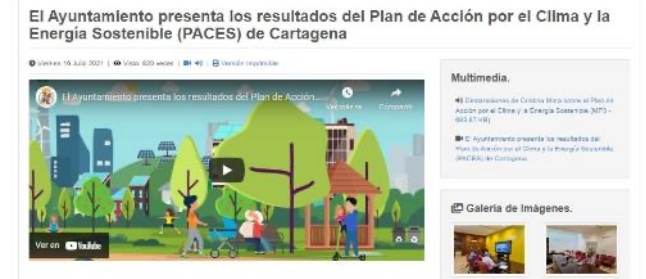 El Ayuntamiento presenta los resultados del Plan de Acción por el Clima y la
Energía Sostenible (PACES) de Cartagena
Viernes 16 Julio 2021 | Visto: 820 veces | Versión imprimible
El Ayuntamiento presenta los resultados del Plan de Acción...
Ver más ta...
Compartir
Ver en YouTube
Multimedia.
Declaraciones de Cristina Mora sobre el Plan de
Acción por el Clima y la Energía Sostenible (MP3 -
KB)
El Ayuntamiento presenta los resultados del
Plan de Acción por el Clima y la Energía Sostenible
(PACES) de Cartagena
Galería de Imágenes.